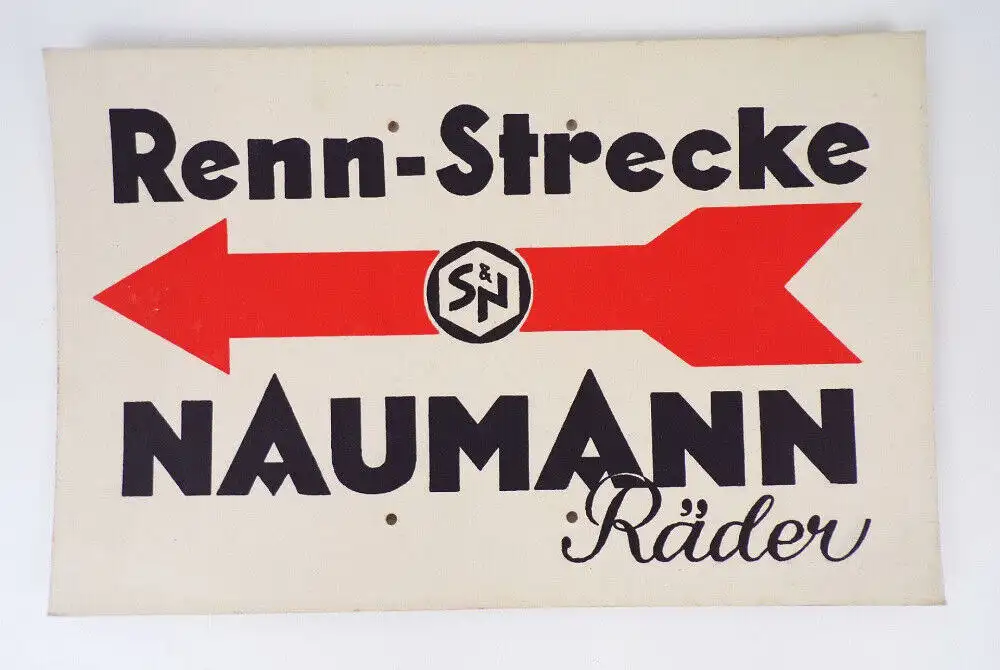 Renn-Strecke
S&N
NAUMANN
Räder